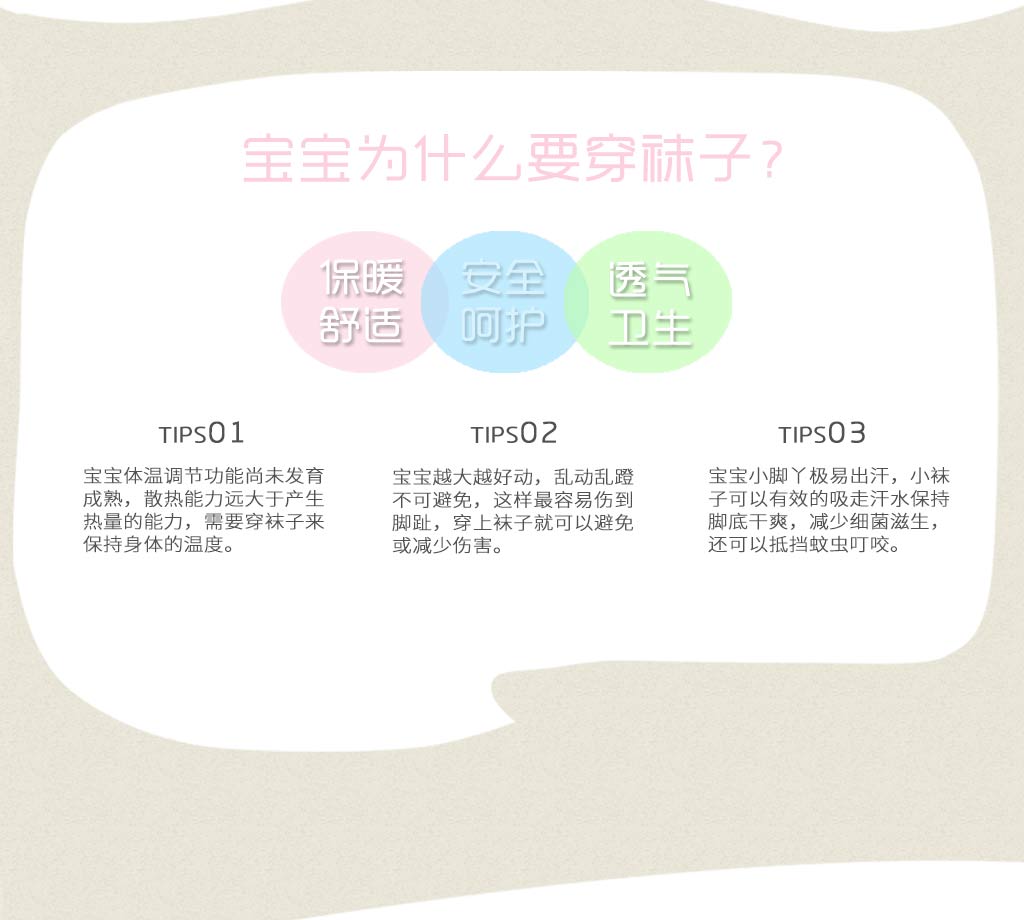 宝宝为什么要穿袜子?
保暖
舒适
安全
呵护
透气
卫生
TIPS01
宝宝体温调节功能尚未发育
成熟，散热能力远大于产生
热量的能力，需要穿袜子来
保持身体的温度。
TIPS02
宝宝越大越好动，乱动乱蹬
不可避免，这样最容易伤到
脚趾，穿上袜子就可以避免
或减少伤害。
TIPS03
宝宝小脚丫极易出汗，小袜
子可以有效的吸走汗水保持
脚底干爽，减少细菌滋生，
还可以抵挡蚊虫叮咬。